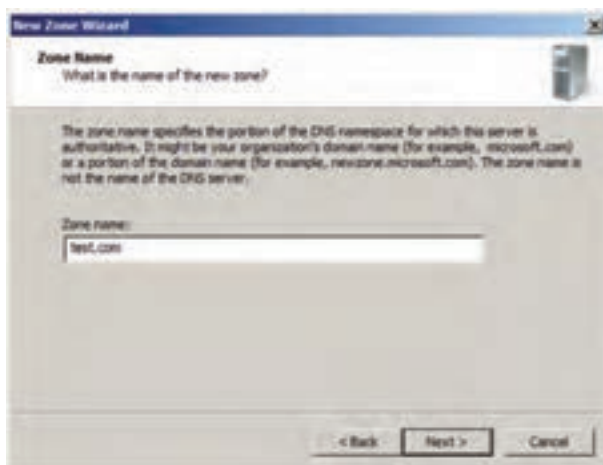 New Zone Wizard
Zone Name
What is the name of the new zone?
The zone name specifies the portion of the DNS namespace for which this server is
authoritative. It might be your organization's domain name (for example, microsoft.com)
or a portion of the domain name (for example, newzone.microsoft.com). The zone name is
not the name of the DNS server.
Zone name:
test.com
< Back Next > Cancel